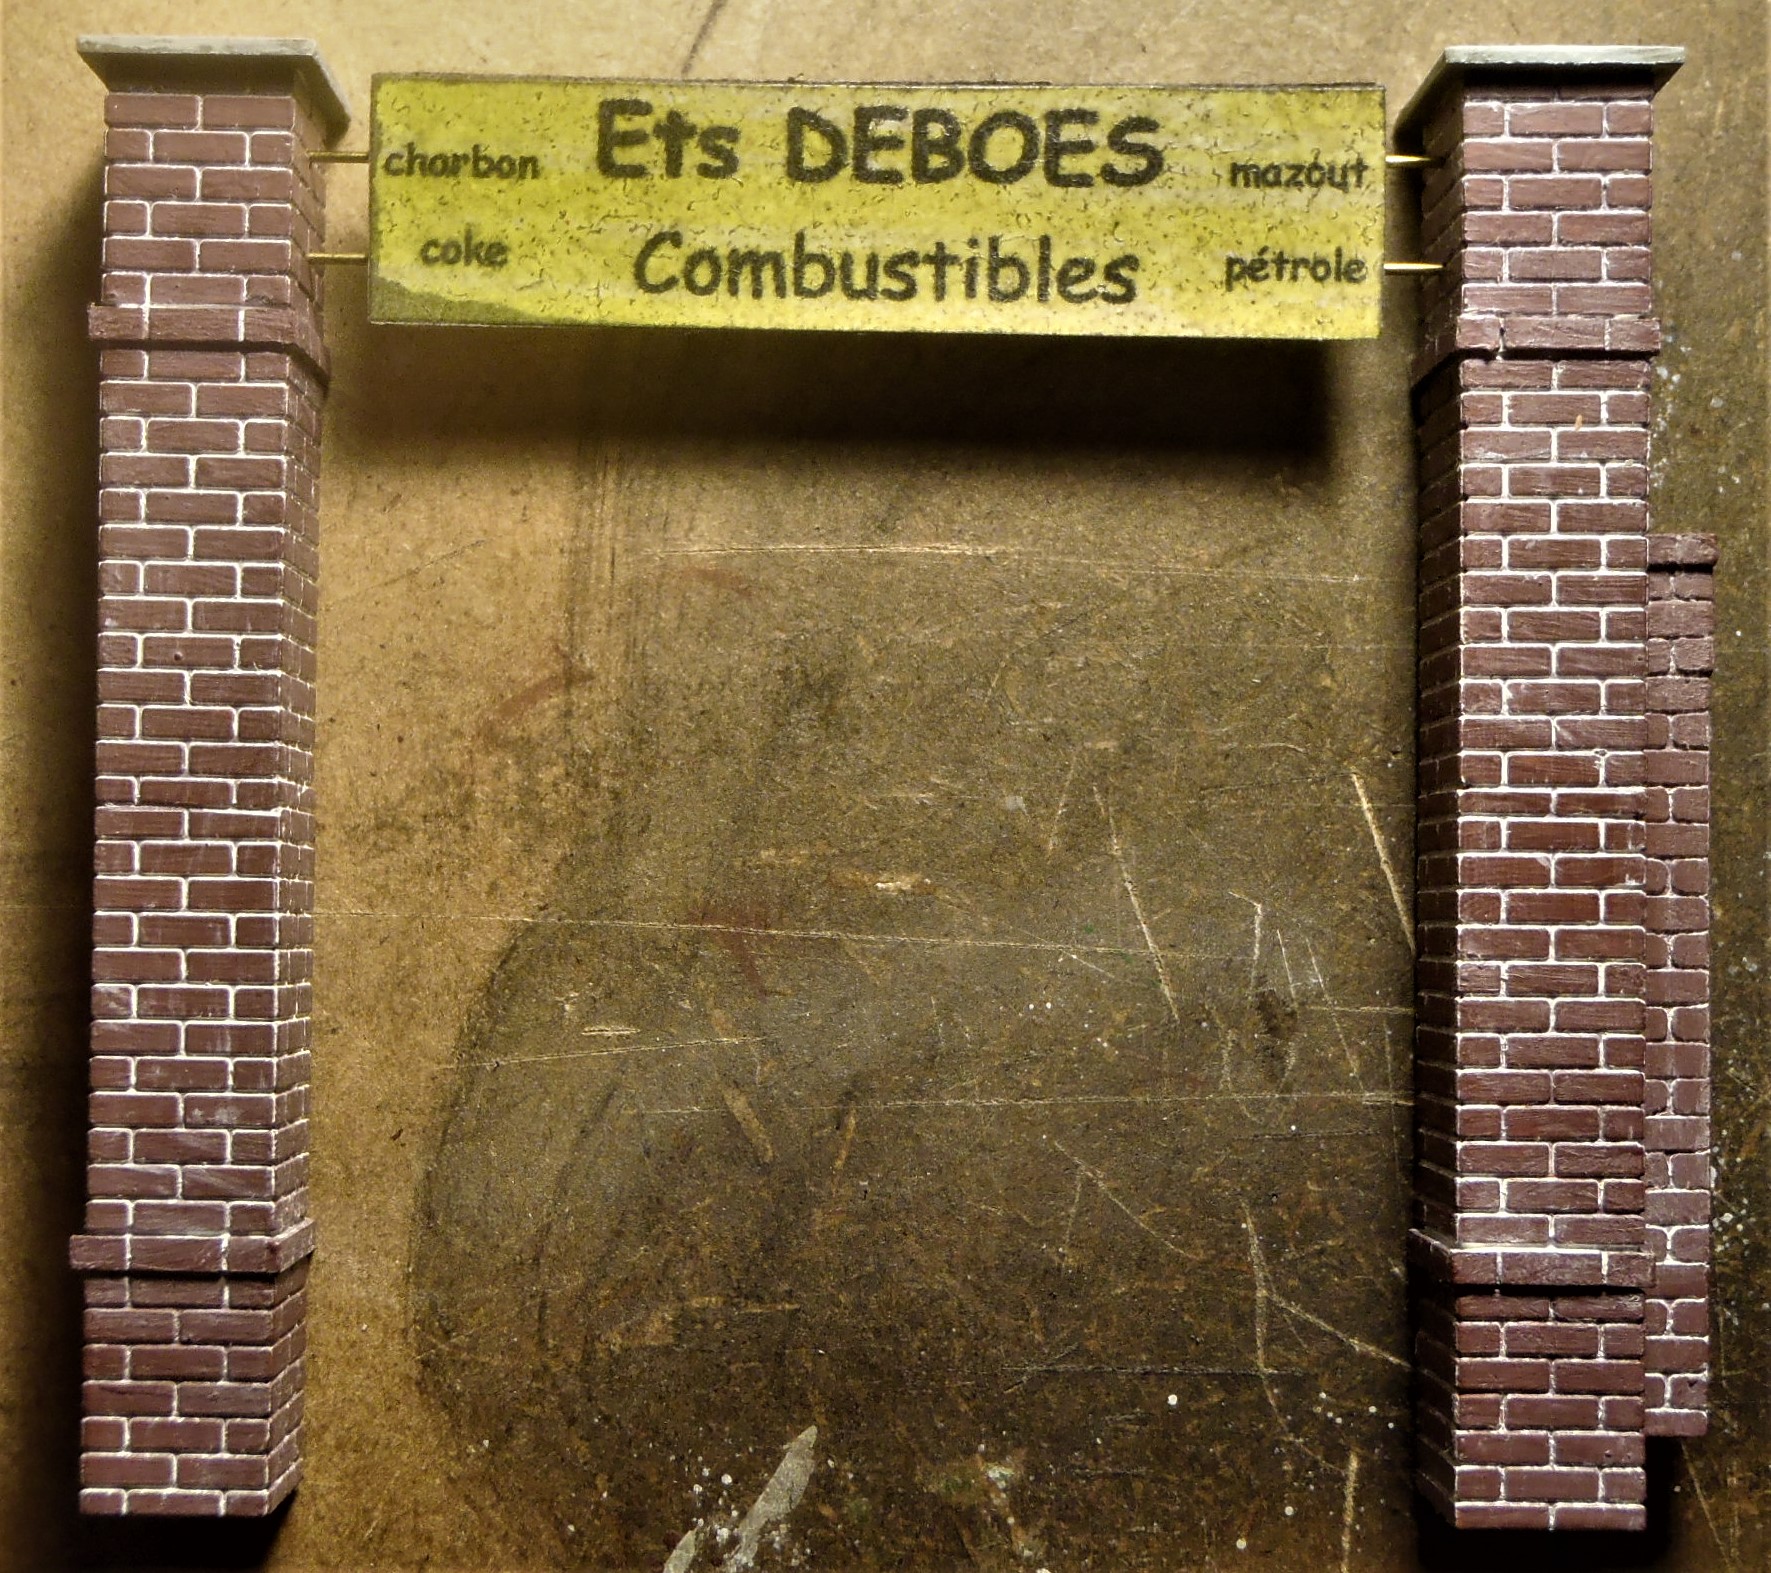 Ets DEBOES
Combustibles
charbon
coke
mazout
pétrole